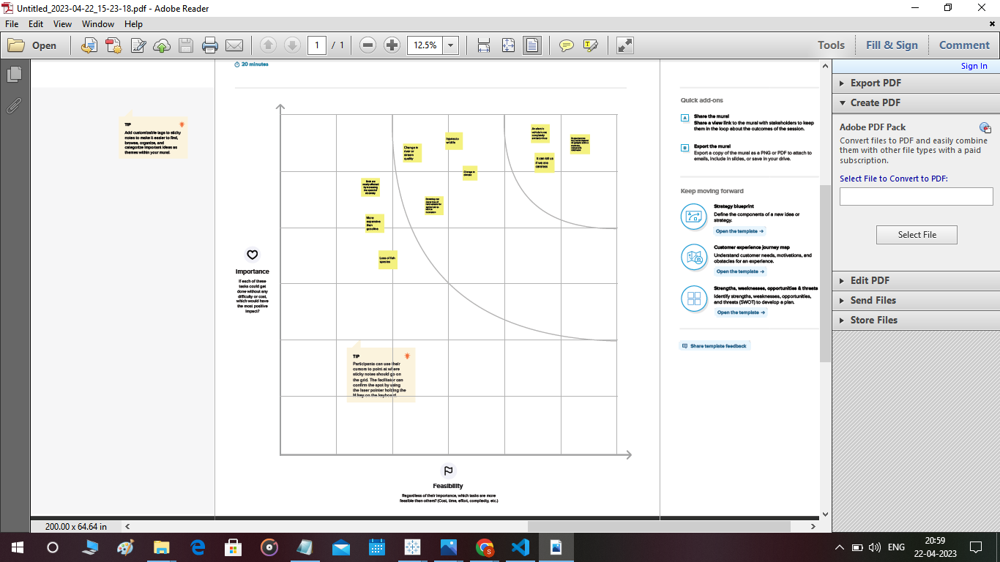 Untitled_2023-04-22_15-23-18.pdf - Adobe Reader
File Edit View Window Help
Open
1 / 1
12.5%
Tools Fill & Sign Comment
Sign In
Export PDF
Create PDF
Adobe PDF Pack
Convert files to PDF and easily combine
them with other file types with a paid
subscription.
Select File to Convert to PDF:
Select File
Edit PDF
Send Files
Store Files
20 minutes
TIP
Add customizable tags to sticky
notes to make it easier to find,
browse, organize, and
categorize important ideas as
themes within your mural.
Importance
If each of these
tasks could get
done without any
difficulty or cost,
which would have
the most positive
impact?
Injuries to
wildlife
Change in
river or
stream
quality
Change in
climate
It can kill us
if we are
careless
More
expensive
than
gasoline
Loss of fish
species
TIP
Participants can use their
cursors to point at where
sticky notes should go on
the grid. The facilitator can
confirm the spot by using
the laser pointer holding the
H key on the keyboard.
Feasibility
Regardless of their importance, which tasks are more
feasible than others? (Cost, time, effort, complexity, etc.)
Quick add-ons
A
Share the mural
Share a view link to the mural with stakeholders to keep
them in the loop about the outcomes of the session.
B
Export the mural
Export a copy of the mural as a PNG or PDF to attach to
emails, include in slides, or save in your drive.
Keep moving forward
Strategy blueprint
Define the components of a new idea or
strategy.
Open the template →
Customer experience journey map
Understand customer needs, motivations, and
obstacles for an experience.
Open the template →
Strengths, weaknesses, opportunities & threats
Identify strengths, weaknesses, opportunities,
and threats (SWOT) to develop a plan.
Open the template →
Share template feedback
200.00 x 64.64 in
ENG
20:59
22-04-2023